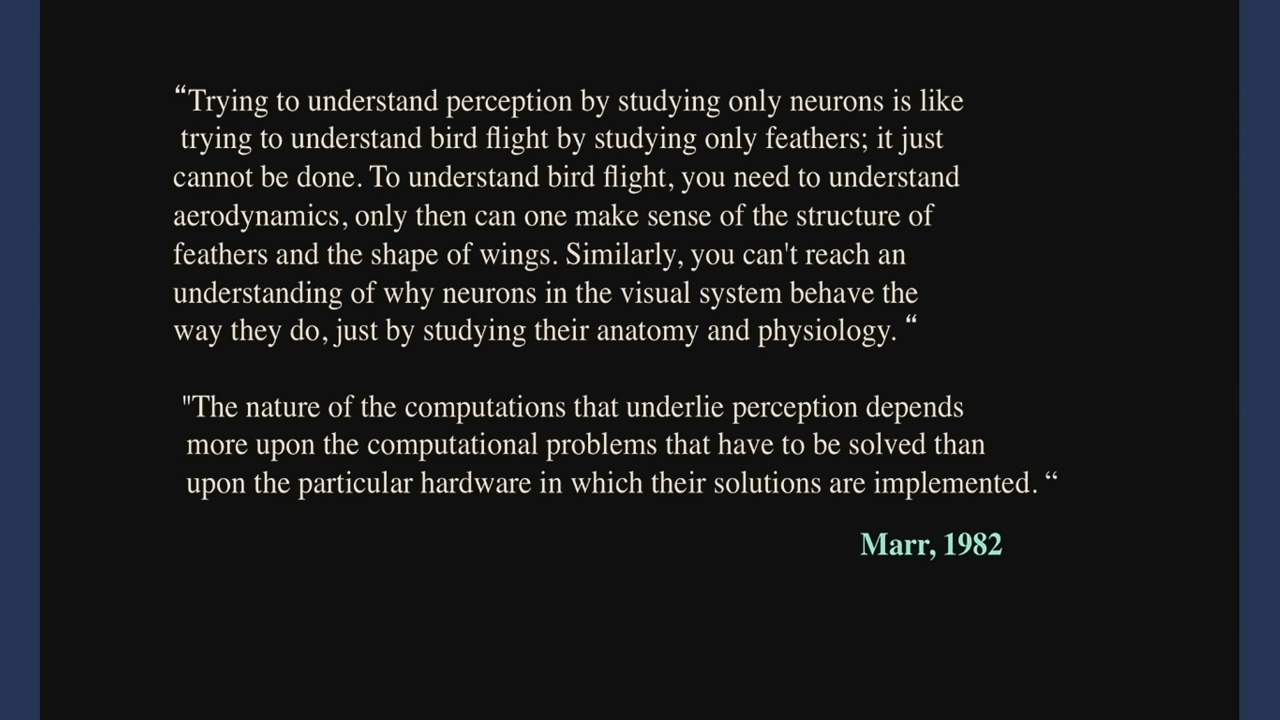 “Trying to understand perception by studying only neurons is like
trying to understand bird flight by studying only feathers; it just
cannot be done. To understand bird flight, you need to understand
aerodynamics, only then can one make sense of the structure of
feathers and the shape of wings. Similarly, you can't reach an
understanding of why neurons in the visual system behave the
way they do, just by studying their anatomy and physiology. “
"The nature of the computations that underlie perception depends
more upon the computational problems that have to be solved than
upon the particular hardware in which their solutions are implemented. “
Marr, 1982